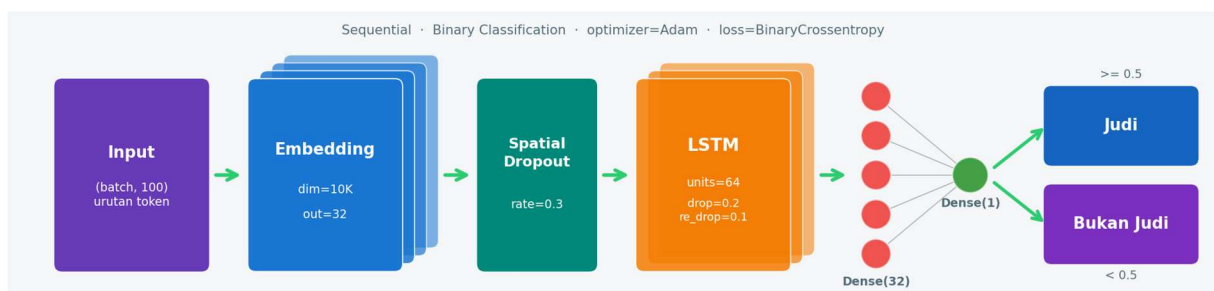 Sequential · Binary Classification · optimizer=Adam · loss=BinaryCrossentropy
Input
(batch, 100)
urutan token
Embedding
dim=10K
out=32
Spatial
Dropout
rate=0.3
LSTM
units=64
drop=0.2
re_drop=0.1
Dense(32)
Dense(1)
>= 0.5
Judi
Bukan Judi
< 0.5